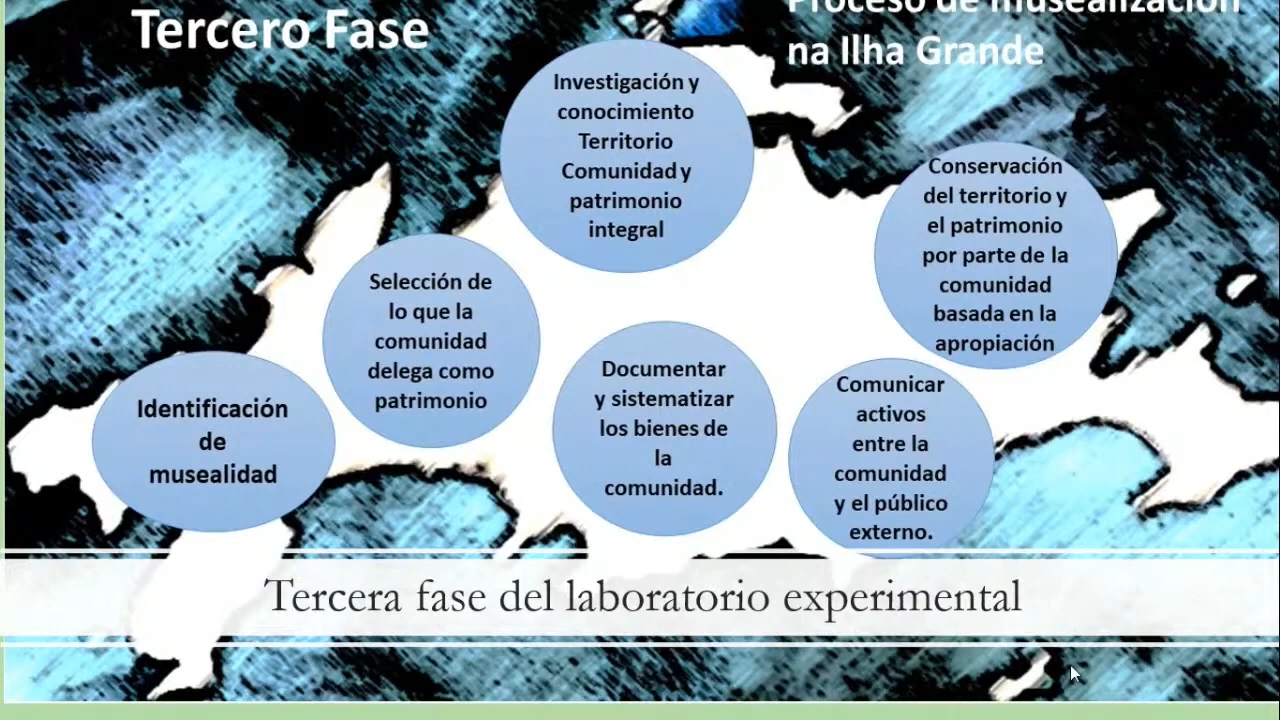 Tercero Fase
Proceso de musealización
na Ilha Grande
Investigación y
conocimiento
Territorio
Comunidad y
patrimonio
integral
Conservación
del territorio y
el patrimonio
por parte de la
comunidad
basada en la
apropiación
Selección de
lo que la
comunidad
delega como
patrimonio
Documentar
y sistematizar
los bienes de
la
comunidad.
Comunicar
activos
entre la
comunidad
y el público
externo.
Identificación
de
musealidad
Tercera fase del laboratorio experimental